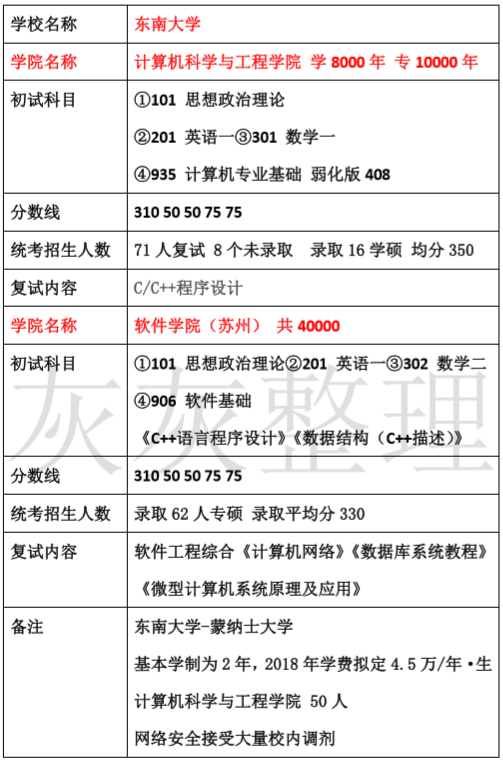 学校名称 东南大学
学院名称 计算机科学与工程学院 学 8000 年 专 10000 年
初试科目 ①101 思想政治理论
②201 英语一③301 数学一
④935 计算机专业基础 弱化版 408
分数线 310 50 50 75 75
统考招生人数 71 人复试 8 个未录取 录取 16 学硕 均分 350
复试内容 C/C++程序设计
学院名称 软件学院（苏州） 共 40000
初试科目 ①101 思想政治理论②201 英语一③302 数学二
④906 软件基础
《C++语言程序设计》《数据结构（C++描述）》
分数线 310 50 50 75 75
统考招生人数 录取 62 人专硕 录取平均分 330
复试内容 软件工程综合《计算机网络》《数据库系统教程》
《微型计算机系统原理及应用》
备注 东南大学-蒙纳士大学
基本学制为 2 年，2018 年学费拟定 4.5 万/年·生
计算机科学与工程学院 50 人
网络安全接受大量校内调剂
灰灰整理